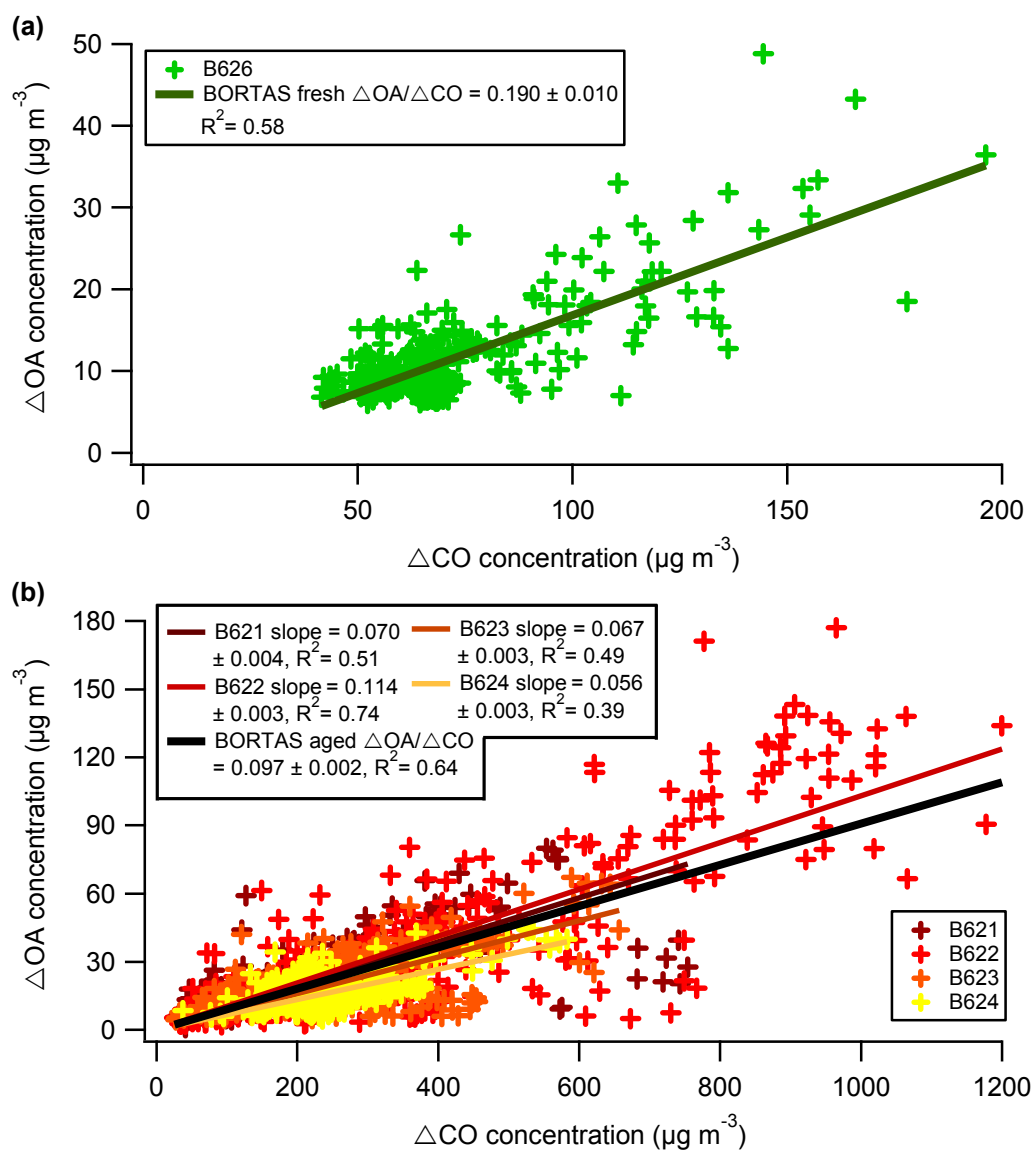 (a)
50
40
30
20
10
0
△OA concentration (µg m⁻³)
B626
BORTAS fresh △OA/△CO = 0.190 ± 0.010
R²= 0.58
0 50 100 150 200
△CO concentration (µg m⁻³)
(b)
180
150
120
90
60
30
0
△OA concentration (µg m⁻³)
B621 slope = 0.070
± 0.004, R²= 0.51
B623 slope = 0.067
± 0.003, R²= 0.49
B622 slope = 0.114
± 0.003, R²= 0.74
B624 slope = 0.056
± 0.003, R²= 0.39
BORTAS aged △OA/△CO
= 0.097 ± 0.002, R²= 0.64
B621
B622
B623
B624
0 200 400 600 800 1000 1200
△CO concentration (µg m⁻³)